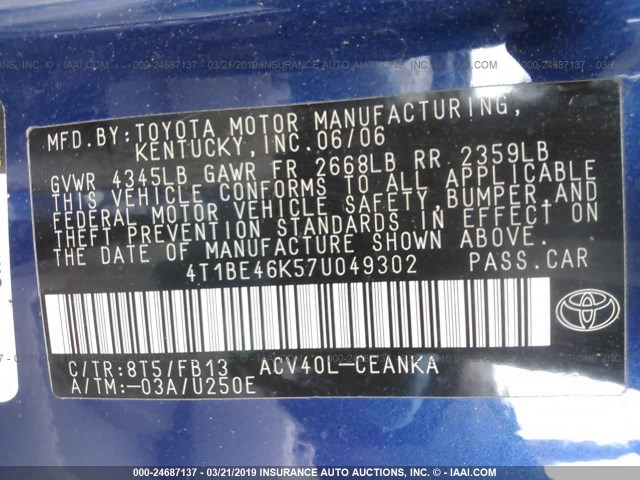 000-24687137 - 03/21/2019 INSURANCE AUTO AUCTIONS, INC. - © IAAI.COM
MFD.BY:TOYOTA MOTOR MANUFACTURING,
KENTUCKY,INC.06/06
GVWR 4345LB GAWR FR 2668LB RR 2359LB
THIS VEHICLE CONFORMS TO ALL APPLICABLE
FEDERAL MOTOR VEHICLE SAFETY,BUMPER,AND
THEFT PREVENTION STANDARDS IN EFFECT ON
THE DATE OF MANUFACTURE SHOWN ABOVE.
4T1BE46K57U049302 PASS.CAR
C/TR:8T5/FB13 ACV40L-CEANKA
A/TM:-03A/U250E
000-24687137 - 03/21/2019 INSURANCE AUTO AUCTIONS, INC. - © IAAI.COM